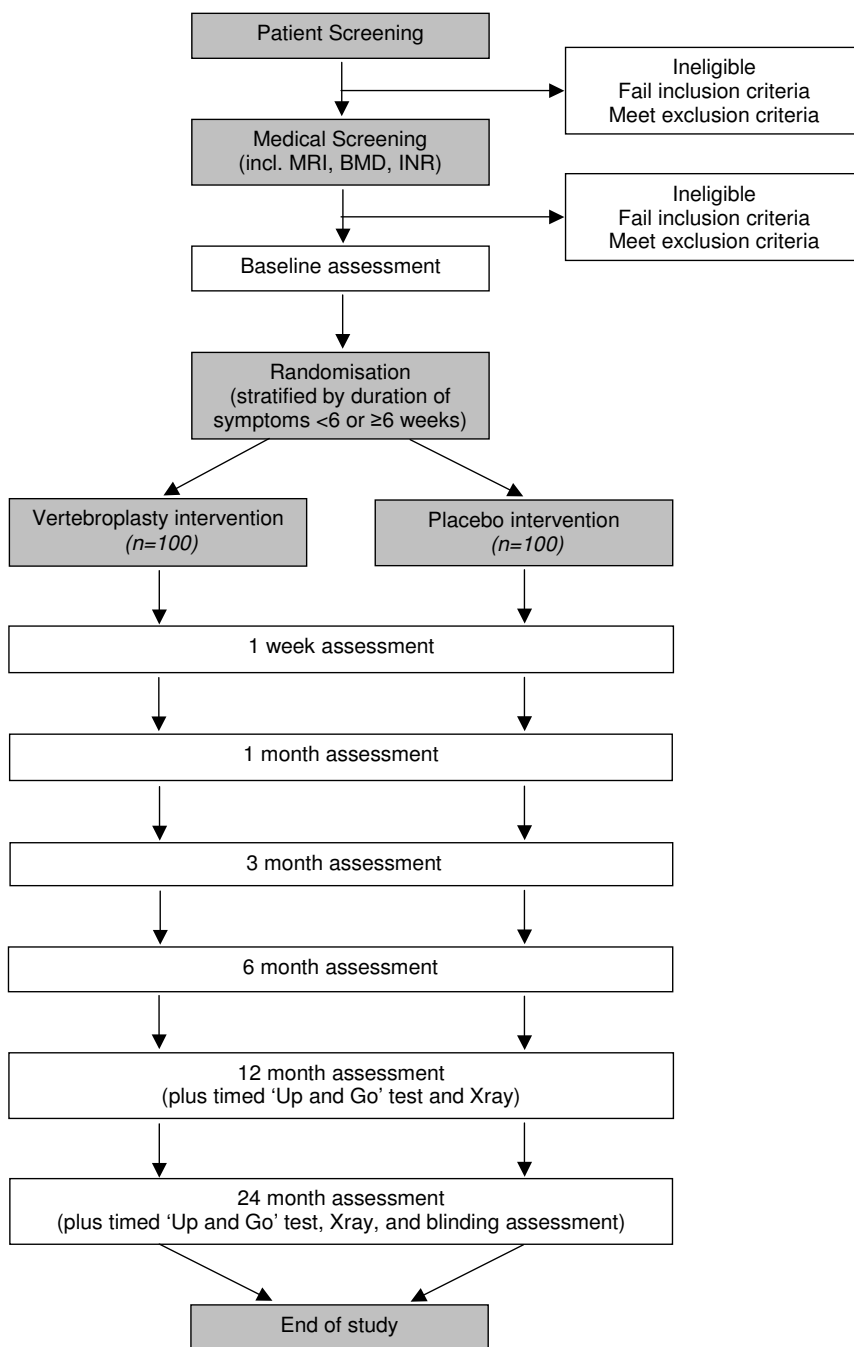 Patient Screening
Ineligible
Fail inclusion criteria
Meet exclusion criteria
Medical Screening
(incl. MRI, BMD, INR)
Ineligible
Fail inclusion criteria
Meet exclusion criteria
Baseline assessment
Randomisation
(stratified by duration of
symptoms <6 or ≥6 weeks)
Vertebroplasty intervention
(n=100)
Placebo intervention
(n=100)
1 week assessment
1 month assessment
3 month assessment
6 month assessment
12 month assessment
(plus timed ‘Up and Go’ test and Xray)
24 month assessment
(plus timed ‘Up and Go’ test, Xray, and blinding assessment)
End of study